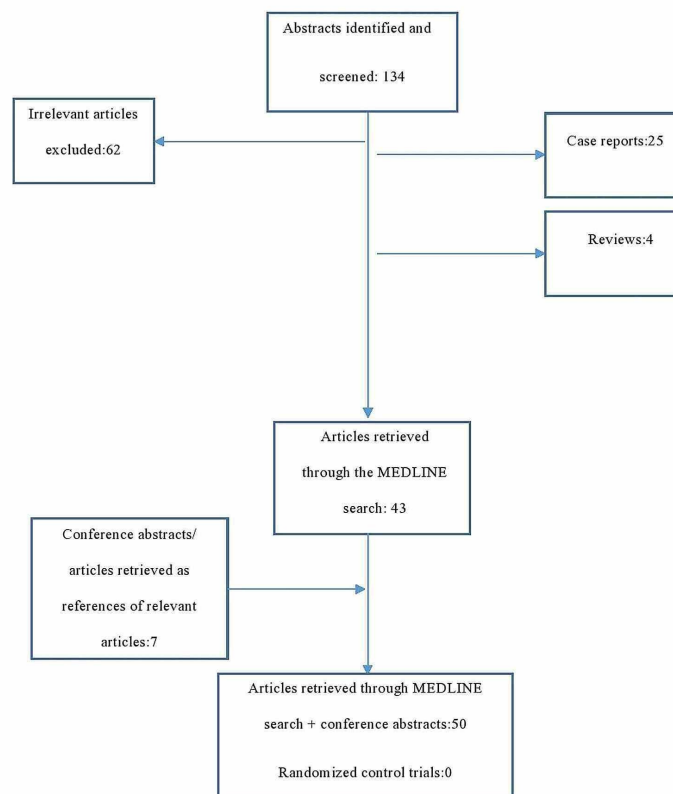 Abstracts identified and
screened: 134
Irrelevant articles
excluded:62
Case reports:25
Reviews:4
Articles retrieved
through the MEDLINE
search: 43
Conference abstracts/
articles retrieved as
references of relevant
articles:7
Articles retrieved through MEDLINE
search + conference abstracts:50
Randomized control trials:0